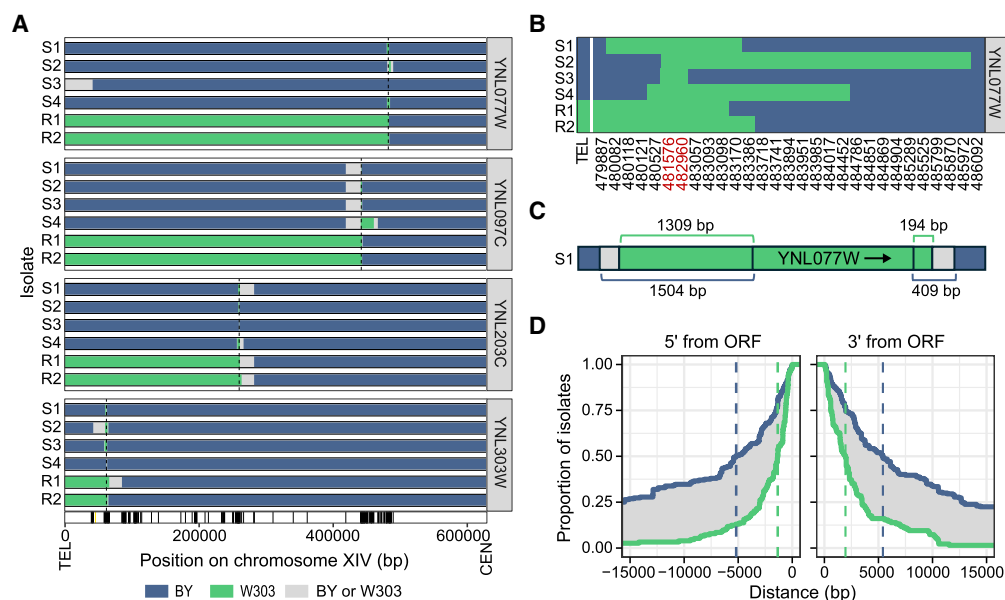 A
S1
S2
S3
S4
R1
R2
YNL077W
S1
S2
S3
S4
R1
R2
YNL097C
S1
S2
S3
S4
R1
R2
YNL203C
S1
S2
S3
S4
R1
R2
YNL303W
Isolate
TEL
0
200000
400000
600000
CEN
Position on chromosome XIV (bp)
BY
W303
BY or W303
B
S1
S2
S3
S4
R1
R2
YNL077W
TEL
479887
480082
480118
480121
480527
481576
482960
483057
483093
483098
483170
483386
483718
483741
483894
483951
483985
484017
484452
484786
484851
484869
484904
485289
485525
485799
485870
485972
486092
C
1309 bp
194 bp
S1
YNL077W
1504 bp
409 bp
D
5' from ORF
3' from ORF
Proportion of isolates
1.00
0.75
0.50
0.25
0.00
−15000
−10000
−5000
0
0
5000
10000
15000
Distance (bp)